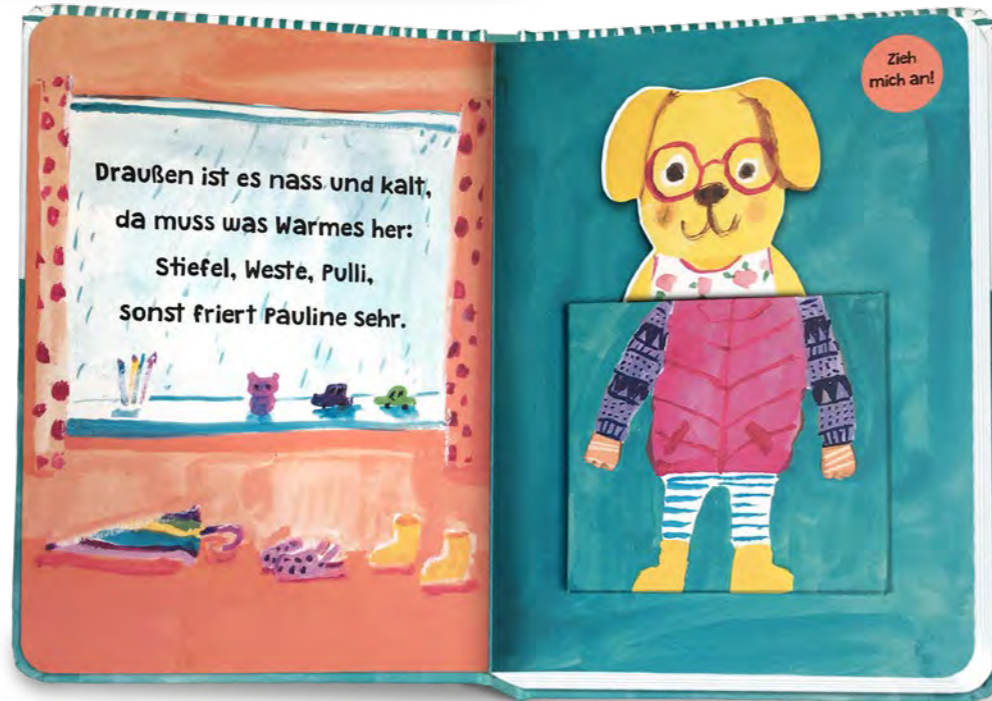 Draußen ist es nass und kalt,
da muss was Warmes her:
Stiefel, Weste, Pulli,
sonst friert Pauline sehr.
Zieh
mich an!